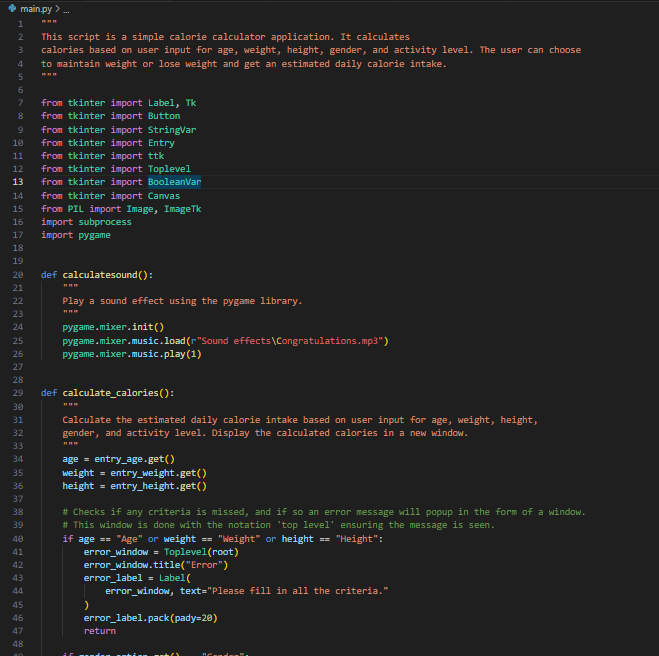 main.py > ...
1 """
2 This script is a simple calorie calculator application. It calculates
3 calories based on user input for age, weight, height, gender, and activity level. The user can choose
4 to maintain weight or lose weight and get an estimated daily calorie intake.
5 """
6
7 from tkinter import Label, Tk
8 from tkinter import Button
9 from tkinter import StringVar
10 from tkinter import Entry
11 from tkinter import ttk
12 from tkinter import Toplevel
13 from tkinter import BooleanVar
14 from tkinter import Canvas
15 from PIL import Image, ImageTk
16 import subprocess
17 import pygame
18
19
20 def calculatesound():
21     """
22     Play a sound effect using the pygame library.
23     """
24     pygame.mixer.init()
25     pygame.mixer.music.load(r"Sound effects\Congratulations.mp3")
26     pygame.mixer.music.play(1)
27
28
29 def calculate_calories():
30     """
31     Calculate the estimated daily calorie intake based on user input for age, weight, height,
32     gender, and activity level. Display the calculated calories in a new window.
33     """
34     age = entry_age.get()
35     weight = entry_weight.get()
36     height = entry_height.get()
37
38     # Checks if any criteria is missed, and if so an error message will popup in the form of a window.
39     # This window is done with the notation 'top level' ensuring the message is seen.
40     if age == "Age" or weight == "Weight" or height == "Height":
41         error_window = Toplevel(root)
42         error_window.title("Error")
43         error_label = Label(
44             error_window, text="Please fill in all the criteria."
45         )
46         error_label.pack(pady=20)
47         return
48